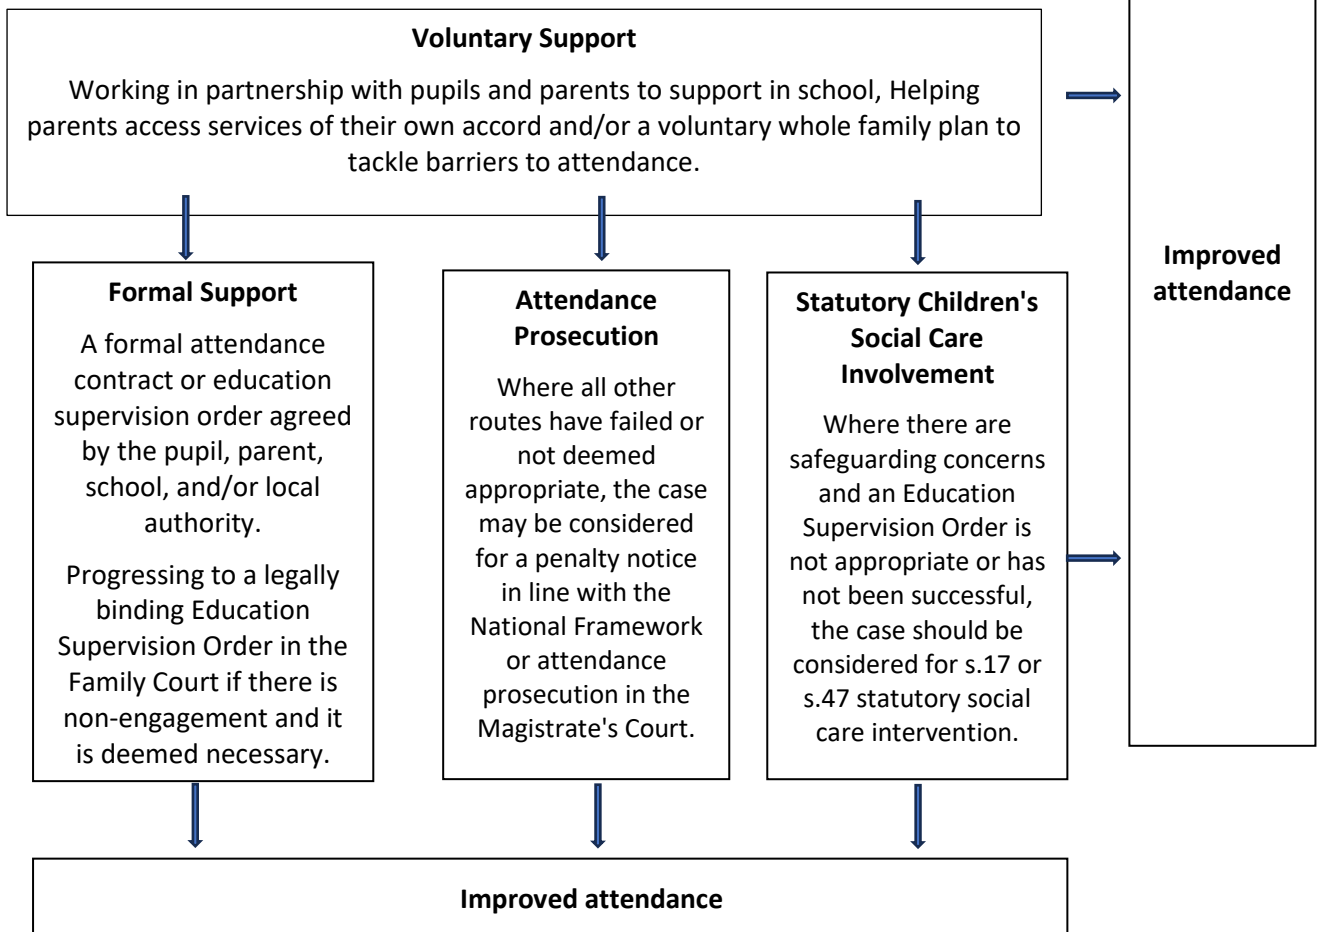 Voluntary Support
Working in partnership with pupils and parents to support in school, Helping
parents access services of their own accord and/or a voluntary whole family plan to
tackle barriers to attendance.
Improved
attendance
Formal Support
A formal attendance
contract or education
supervision order agreed
by the pupil, parent,
school, and/or local
authority.
Progressing to a legally
binding Education
Supervision Order in the
Family Court if there is
non-engagement and it
is deemed necessary.
Attendance
Prosecution
Where all other
routes have failed or
not deemed
appropriate, the case
may be considered
for a penalty notice
in line with the
National Framework
or attendance
prosecution in the
Magistrate's Court.
Statutory Children's
Social Care
Involvement
Where there are
safeguarding concerns
and an Education
Supervision Order is
not appropriate or has
not been successful,
the case should be
considered for s.17 or
s.47 statutory social
care intervention.
Improved attendance